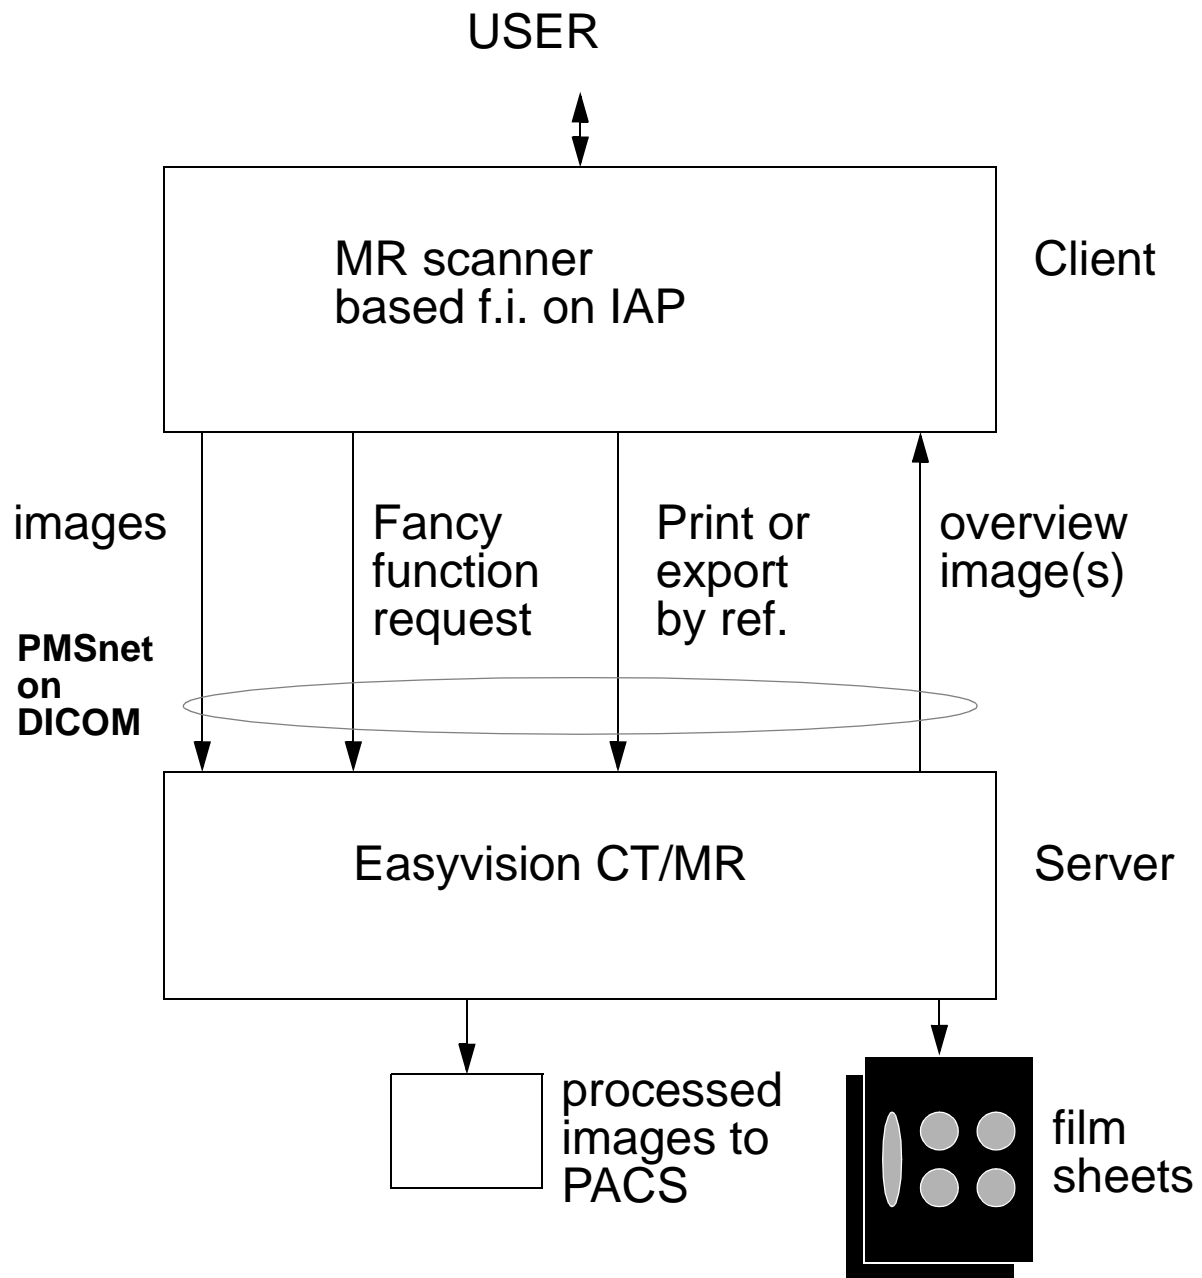 USER
MR scanner
based f.i. on IAP
Client
images
Fancy
function
request
Print or
export
by ref.
overview
image(s)
PMSnet
on
DICOM
Easyvision CT/MR
Server
processed
images to
PACS
film
sheets